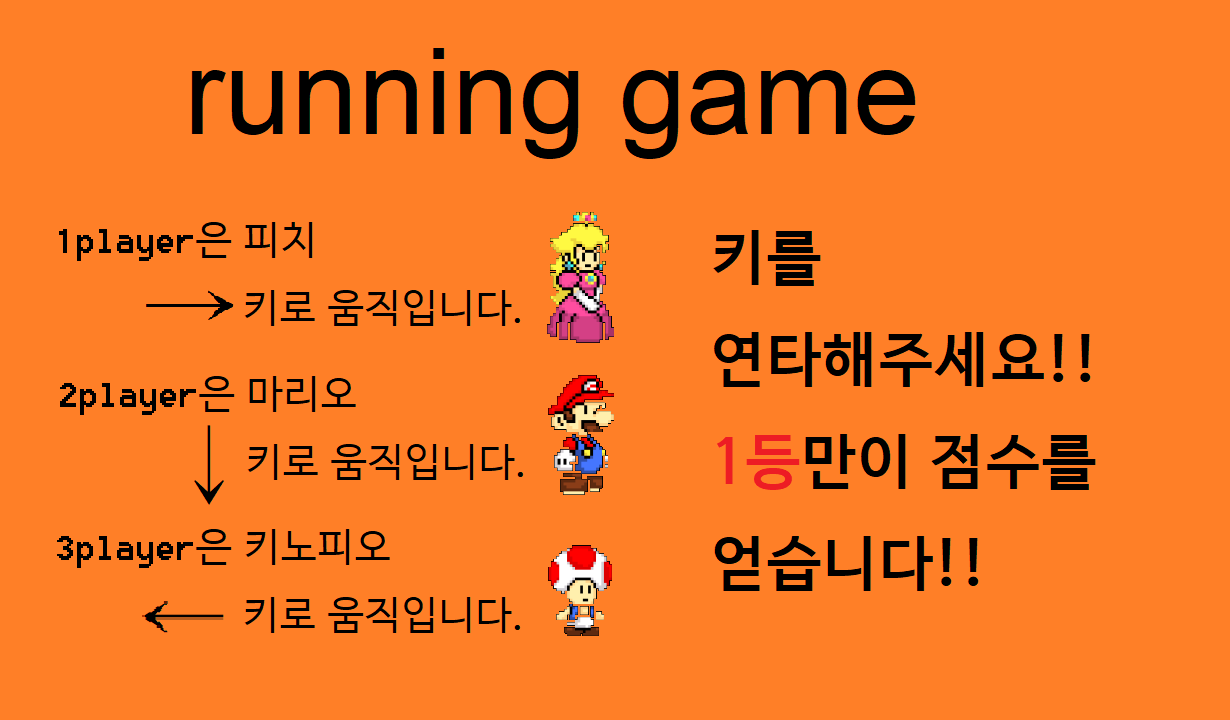 running game
1player은 피치
키로 움직입니다.
2player은 마리오
키로 움직입니다.
3player은 키노피오
키로 움직입니다.
키를
연타해주세요!!
1등만이 점수를
얻습니다!!